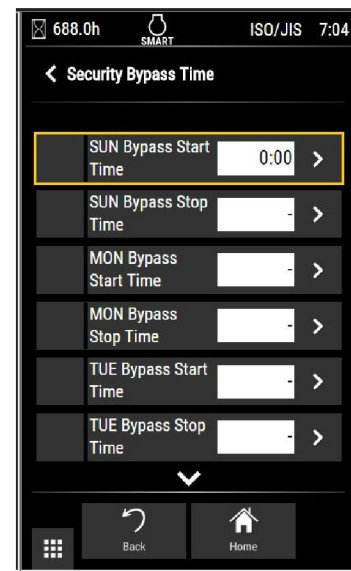 688.0h SMART ISO/JIS 7:04
Security Bypass Time
SUN Bypass Start
Time
0:00
SUN Bypass Stop
Time
-
MON Bypass
Start Time
-
MON Bypass
Stop Time
-
TUE Bypass Start
Time
-
TUE Bypass Stop
Time
-
Back
Home